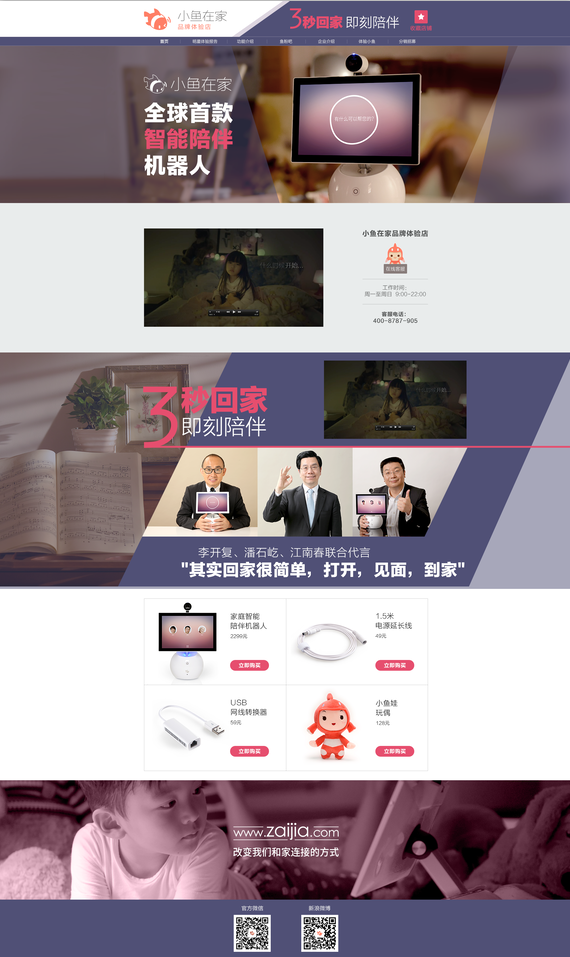 小鱼在家
品牌体验店
3秒回家 即刻陪伴
收藏店铺
首页
功能介绍
企业介绍
体验小鱼
分销招募
小鱼在家
全球首款
智能陪伴
机器人
有什么可以帮您的?
小鱼在家品牌体验店
在线客服
工作时间:
周一至周日 9:00~22:00
客服电话:
400-8787-905
3秒回家
即刻陪伴
李开复、潘石屹、江南春联合代言
"其实回家很简单，打开，见面，到家"
家庭智能
陪伴机器人
2299元
立即购买
1.5米
电源延长线
49元
立即购买
USB
网线转换器
59元
立即购买
小鱼娃
玩偶
129元
立即购买
www.zaijia.com
改变我们和家连接的方式
官方微信
新浪微博